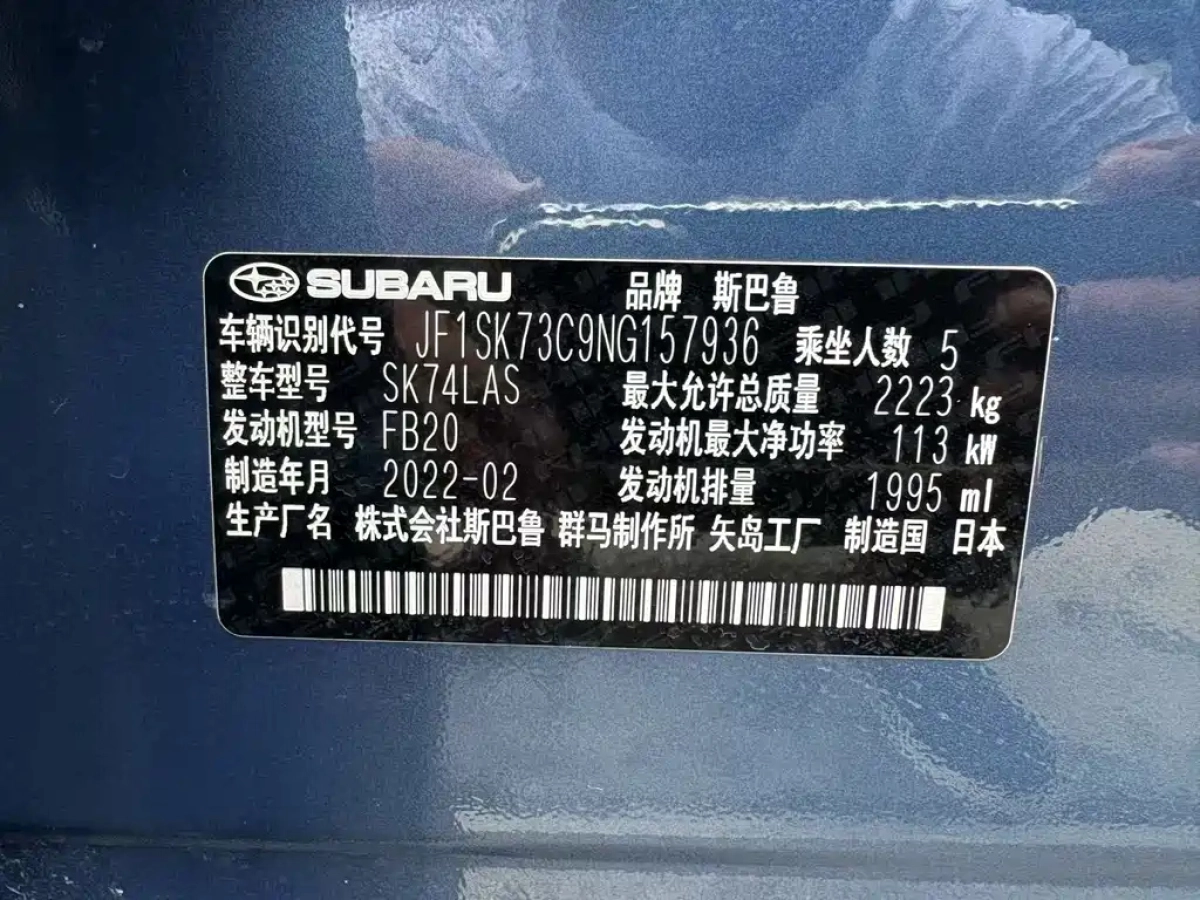 SUBARU 品牌 斯巴鲁
车辆识别代号 JF1SK73C9NG157936 乘坐人数 5
整车型号 SK74LAS 最大允许总质量 2223 kg
发动机型号 FB20 发动机最大净功率 113 kW
制造年月 2022-02 发动机排量 1995 ml
生产厂名 株式会社斯巴鲁 群马制作所 矢岛工厂 制造国 日本